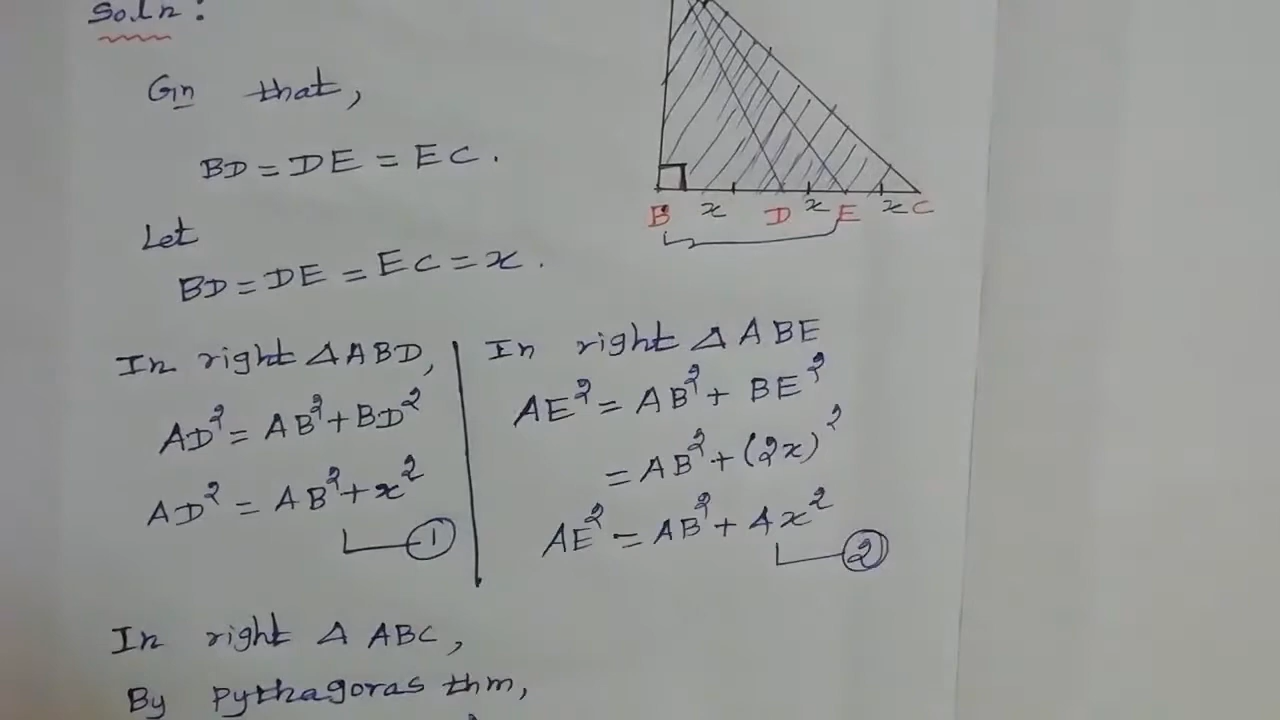 Soln:
Gn that,
BD = DE = EC.
B x D x E x C
Let
BD = DE = EC = x.
In right △ ABD,
AD² = AB² + BD²
AD² = AB² + x²
①
In right △ ABE
AE² = AB² + BE²
= AB² + (2x)²
AE² = AB² + 4x²
②
In right △ ABC,
By Pythagoras thm,